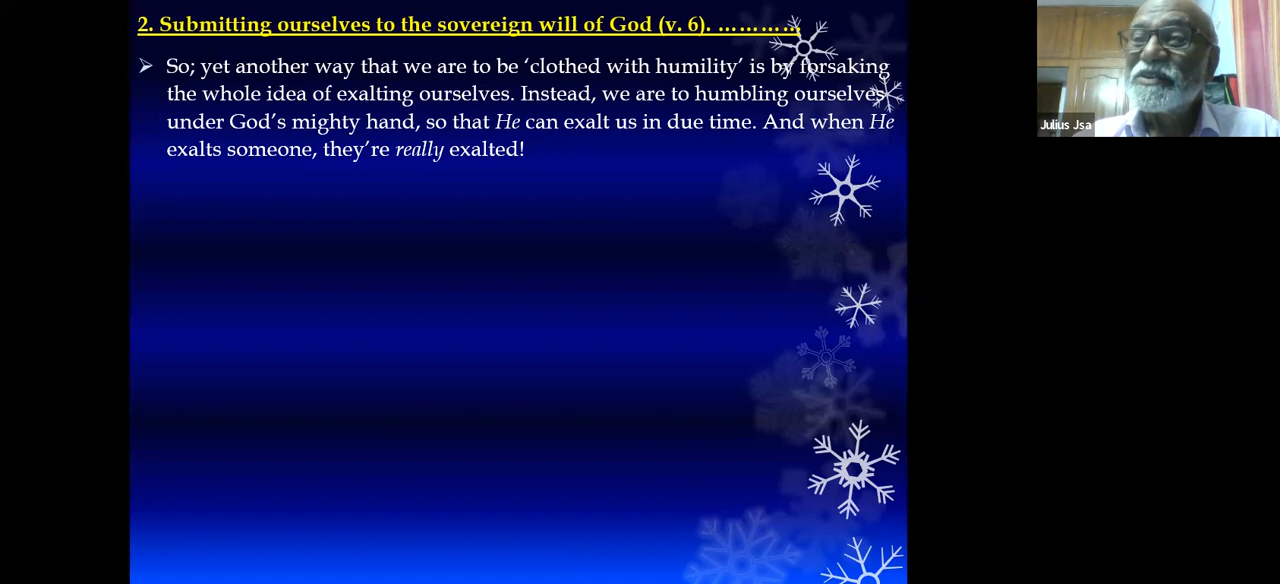 2. Submitting ourselves to the sovereign will of God (v. 6). …………
So; yet another way that we are to be ‘clothed with humility’ is by forsaking
the whole idea of exalting ourselves. Instead, we are to humbling ourselves
under God’s mighty hand, so that He can exalt us in due time. And when He
exalts someone, they’re really exalted!
Julius Jsa